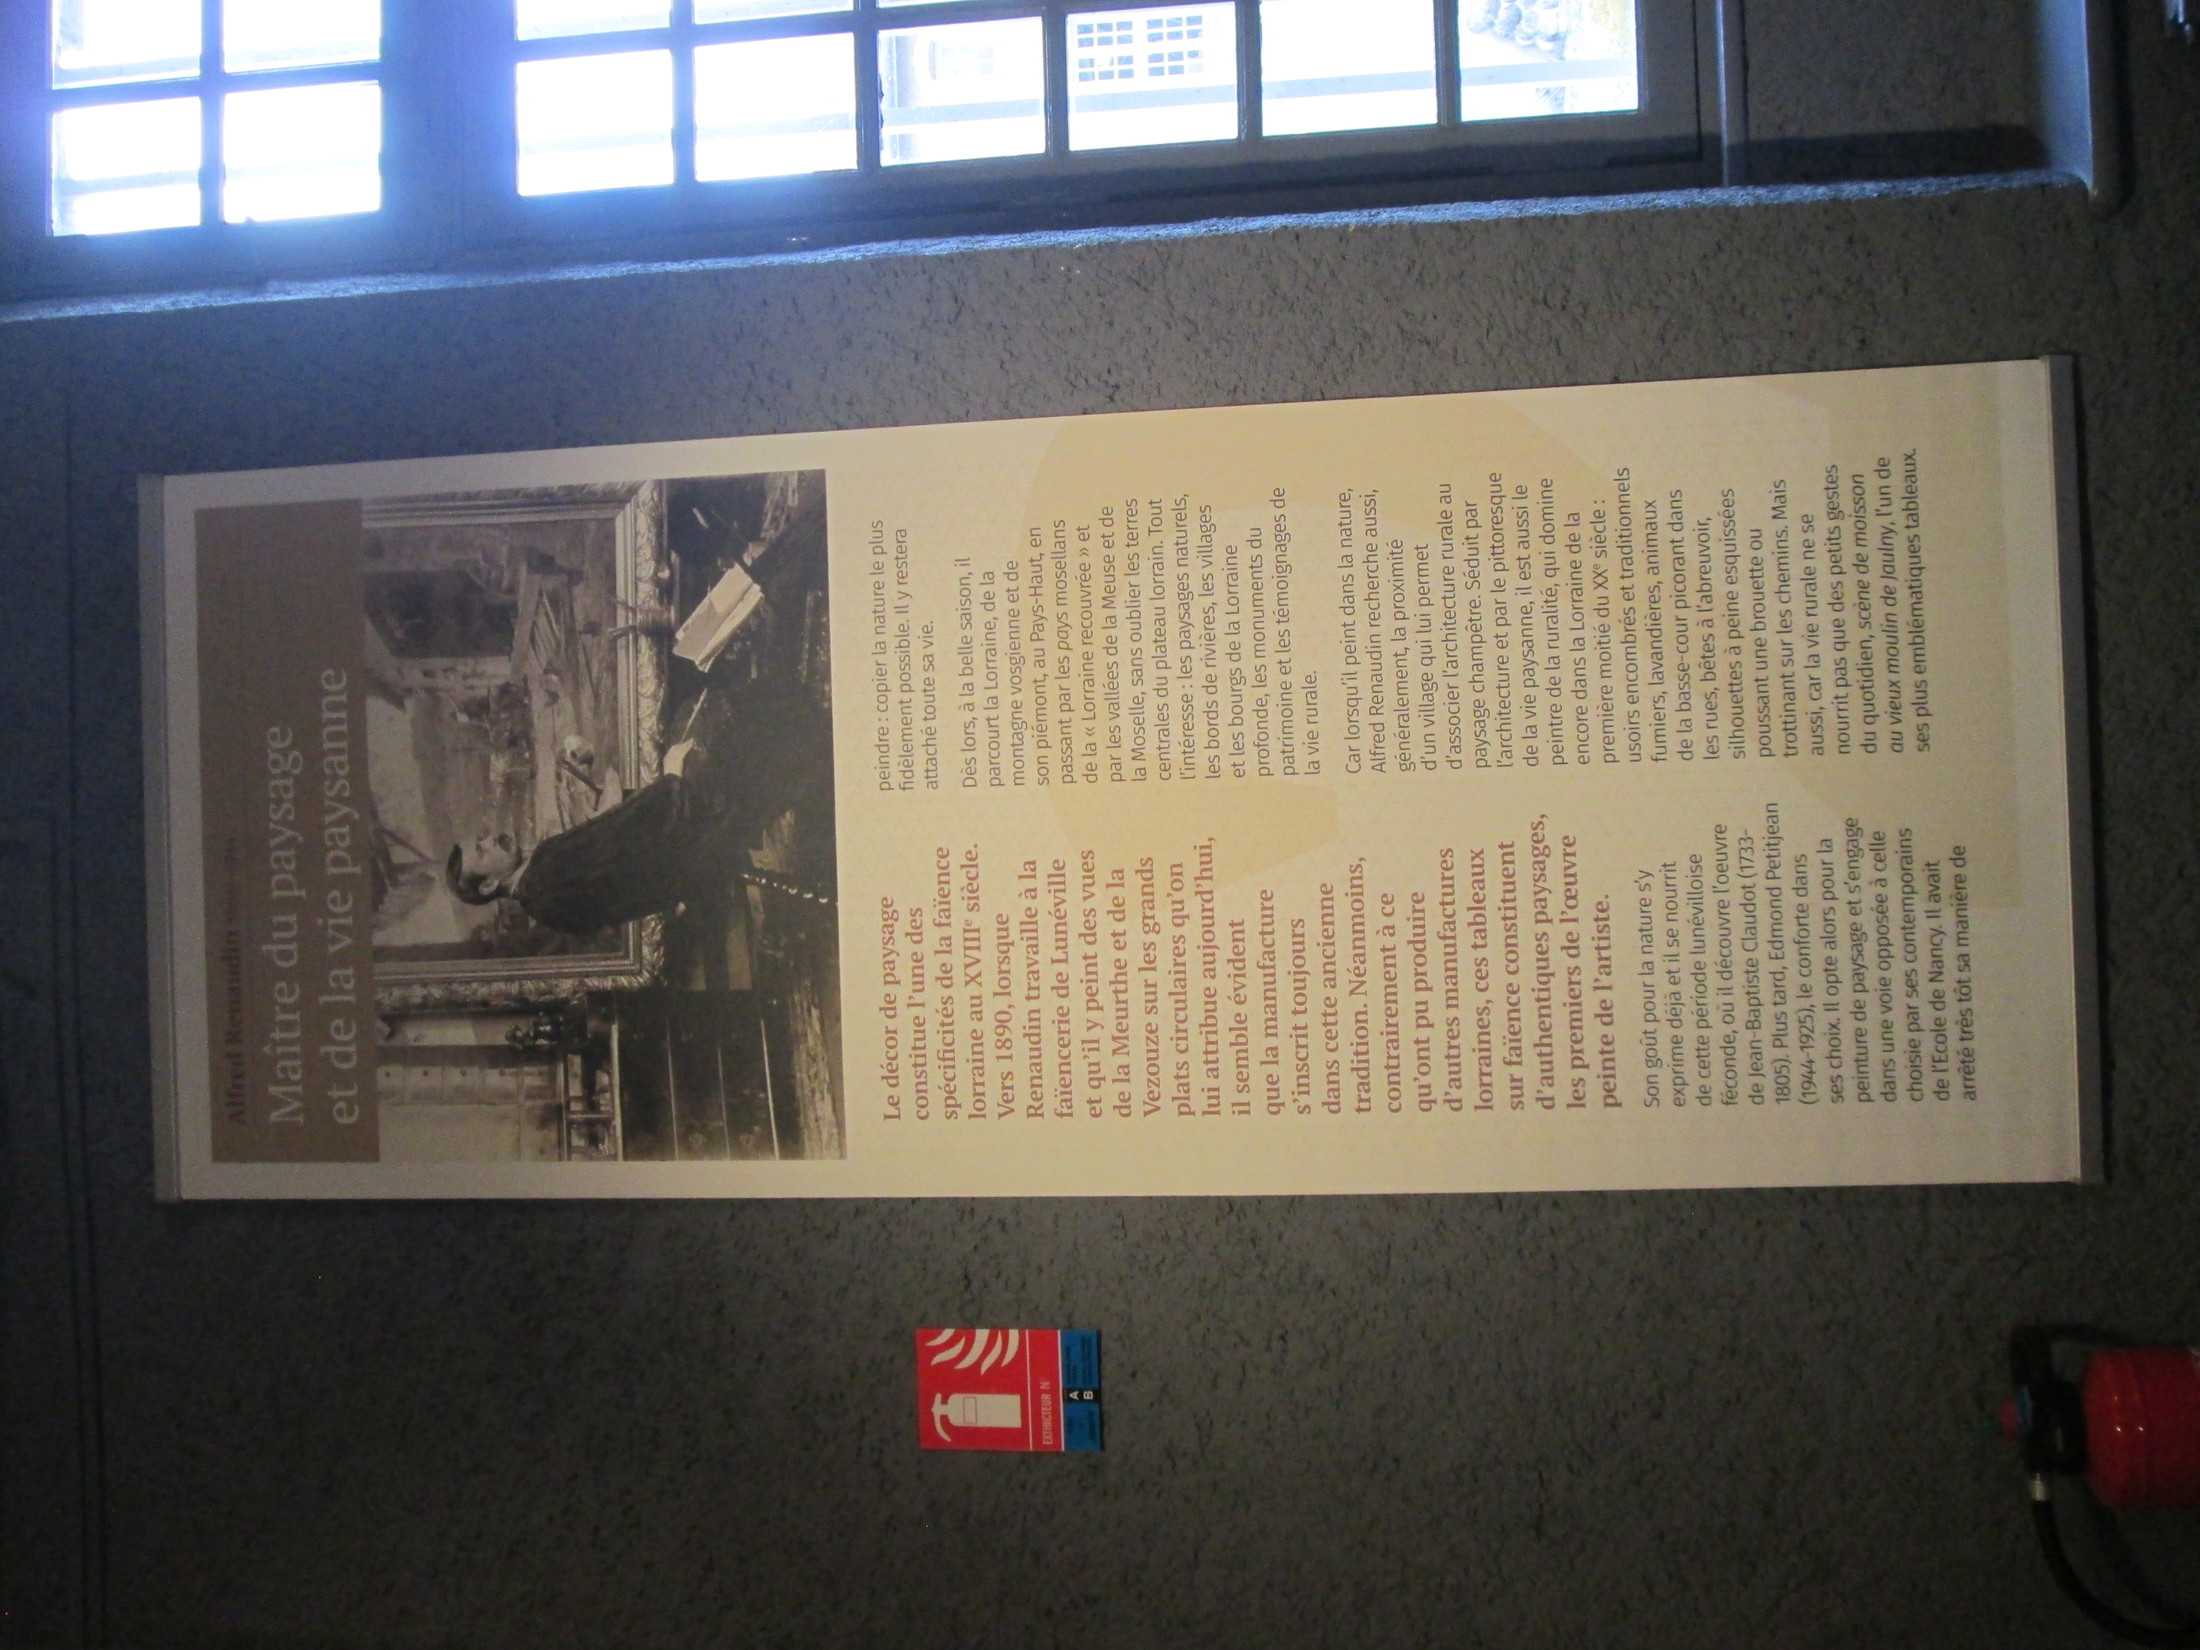 Alfred Renaudin
Maître du paysage
et de la vie paysanne
Le décor de paysage
constitue l'une des
spécificités de la faïence
lorraine au XVIIIe siècle.
Vers 1890, lorsque
Renaudin travaille à la
faïencerie de Lunéville
et qu'il y peint des vues
de la Meurthe et de la
Vezouze sur les grands
plats circulaires qu'on
lui attribue aujourd'hui,
il semble évident
que la manufacture
s'inscrit toujours
dans cette ancienne
tradition. Néanmoins,
contrairement à ce
qu'ont pu produire
d'autres manufactures
lorraines, ces tableaux
sur faïence constituent
d'authentiques paysages,
les premiers de l'œuvre
peinte de l'artiste.
Son goût pour la nature s'y
exprime déjà et il se nourrit
de cette période lunévilloise
féconde, où il découvre l'oeuvre
de Jean-Baptiste Claudot (1733-
1805). Plus tard, Edmond Petitjean
(1944-1925), le conforte dans
ses choix. Il opte alors pour la
peinture de paysage et s'engage
dans une voie opposée à celle
choisie par ses contemporains
de l'Ecole de Nancy. Il avait
arrêté très tôt sa manière de
peindre : copier la nature le plus
fidèlement possible. Il y restera
attaché toute sa vie.
Dès lors, à la belle saison, il
parcourt la Lorraine, de la
montagne vosgienne et de
son piémont, au Pays-Haut, en
passant par les pays mosellans
de la « Lorraine recouvrée » et
par les vallées de la Meuse et de
la Moselle, sans oublier les terres
centrales du plateau lorrain. Tout
l'intéresse : les paysages naturels,
les bords de rivières, les villages
et les bourgs de la Lorraine
profonde, les monuments du
patrimoine et les témoignages de
la vie rurale.
Car lorsqu'il peint dans la nature,
Alfred Renaudin recherche aussi,
généralement, la proximité
d'un village qui lui permet
d'associer l'architecture rurale au
paysage champêtre. Séduit par
l'architecture et par le pittoresque
de la vie paysanne, il est aussi le
peintre de la ruralité, qui domine
encore dans la Lorraine de la
première moitié du XXe siècle :
usoirs encombrés et traditionnels
fumiers, lavandières, animaux
de la basse-cour picorant dans
les rues, bêtes à l'abreuvoir,
silhouettes à peine esquissées
poussant une brouette ou
trottinant sur les chemins. Mais
aussi, car la vie rurale ne se
nourrit pas que des petits gestes
du quotidien, scène de moisson
au vieux moulin de Jaulny, l'un de
ses plus emblématiques tableaux.
EXTINCTEUR N
A
B